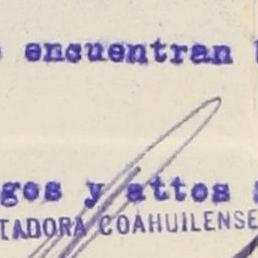 encuentran
gos y attos
TADORA COAHUILENSE